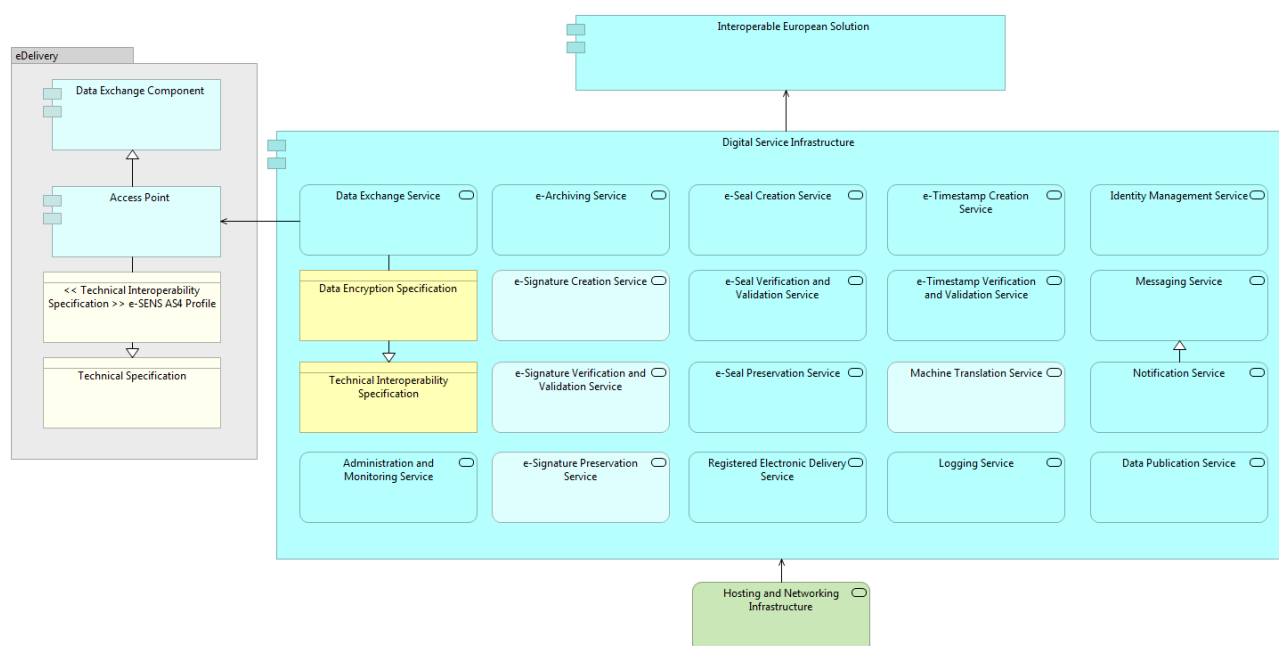 Interoperable European Solution
eDelivery
Data Exchange Component
Access Point
<< Technical Interoperability
Specification >> e-SENS AS4 Profile
Technical Specification
Digital Service Infrastructure
Data Exchange Service
e-Archiving Service
e-Seal Creation Service
e-Timestamp Creation
Service
Identity Management Service
Data Encryption Specification
e-Signature Creation Service
e-Seal Verification and
Validation Service
e-Timestamp Verification
and Validation Service
Messaging Service
Technical Interoperability
Specification
e-Signature Verification and
Validation Service
e-Seal Preservation Service
Machine Translation Service
Notification Service
Administration and
Monitoring Service
e-Signature Preservation
Service
Registered Electronic Delivery
Service
Logging Service
Data Publication Service
Hosting and Networking
Infrastructure